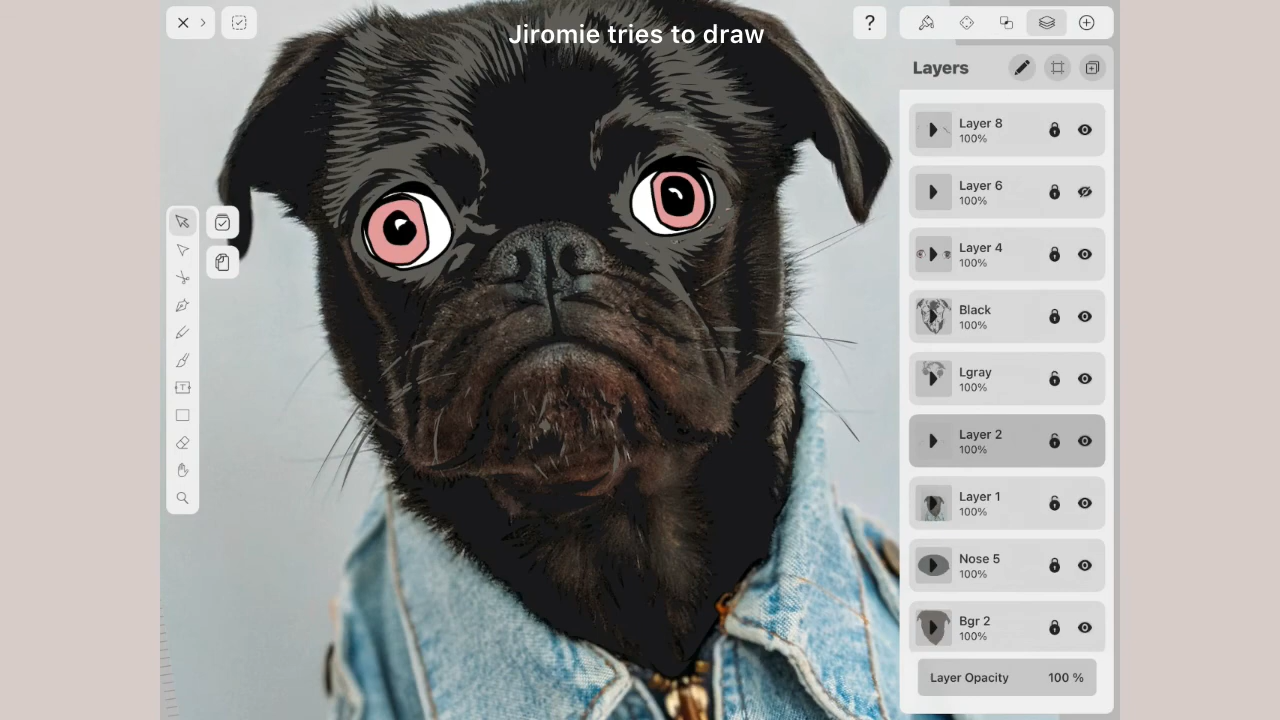 Jiromie tries to draw
?
Layers
Layer 8
100%
Layer 6
100%
Layer 4
100%
Black
100%
Lgray
100%
Layer 2
100%
Layer 1
100%
Nose 5
100%
Bgr 2
100%
Layer Opacity 100 %
T